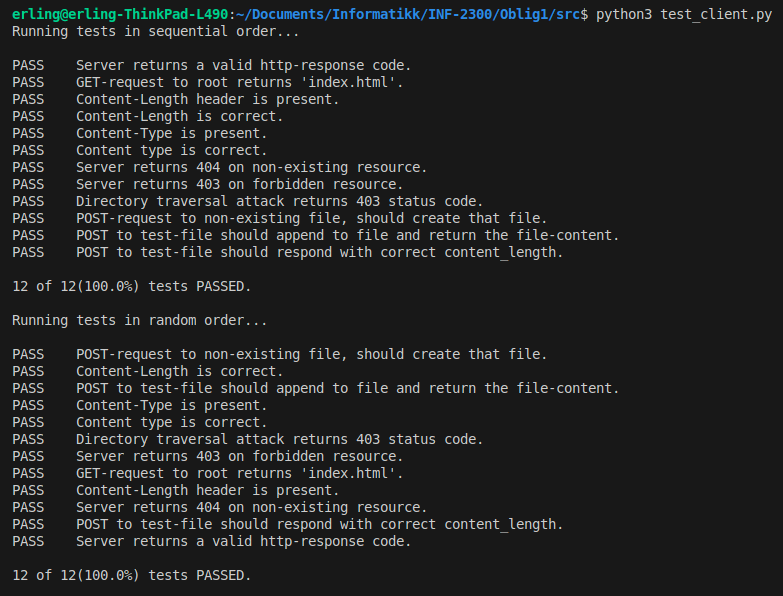 erling@erling-ThinkPad-L490:~/Documents/Informatikk/INF-2300/Oblig1/src$ python3 test_client.py
Running tests in sequential order...
PASS    Server returns a valid http-response code.
PASS    GET-request to root returns 'index.html'.
PASS    Content-Length header is present.
PASS    Content-Length is correct.
PASS    Content-Type is present.
PASS    Content type is correct.
PASS    Server returns 404 on non-existing resource.
PASS    Server returns 403 on forbidden resource.
PASS    Directory traversal attack returns 403 status code.
PASS    POST-request to non-existing file, should create that file.
PASS    POST to test-file should append to file and return the file-content.
PASS    POST to test-file should respond with correct content_length.
12 of 12(100.0%) tests PASSED.
Running tests in random order...
PASS    POST-request to non-existing file, should create that file.
PASS    Content-Length is correct.
PASS    POST to test-file should append to file and return the file-content.
PASS    Content-Type is present.
PASS    Content type is correct.
PASS    Directory traversal attack returns 403 status code.
PASS    Server returns 403 on forbidden resource.
PASS    GET-request to root returns 'index.html'.
PASS    Content-Length header is present.
PASS    Server returns 404 on non-existing resource.
PASS    POST to test-file should respond with correct content_length.
PASS    Server returns a valid http-response code.
12 of 12(100.0%) tests PASSED.